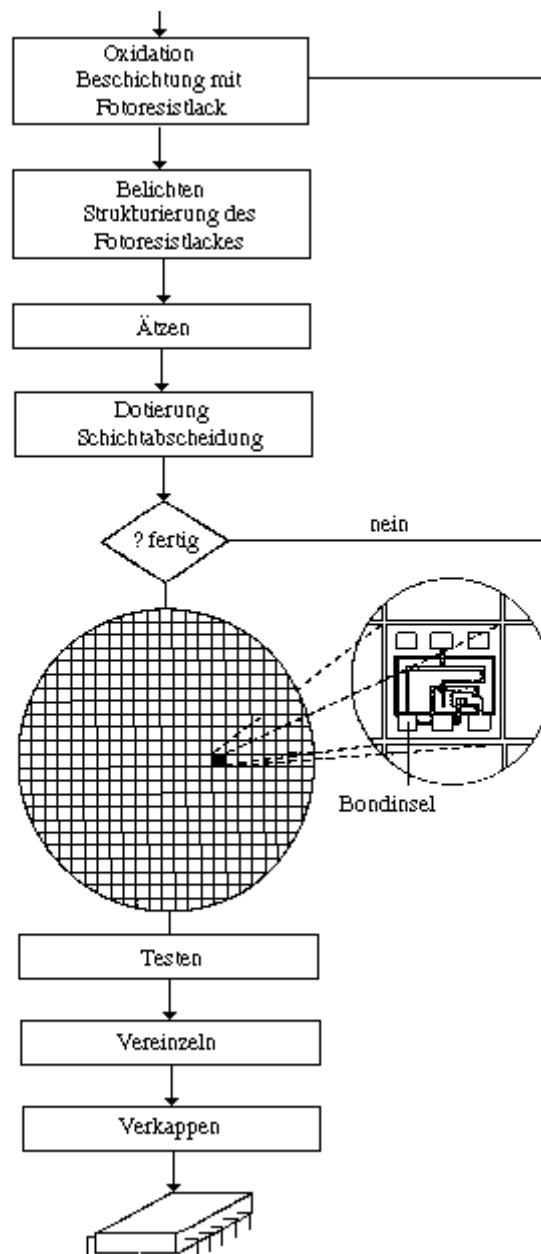 Oxidation
Beschichtung mit
Fotoresistlack
Belichten
Strukturierung des
Fotoresistlackes
Ätzen
Dotierung
Schichtabscheidung
? fertig
nein
Bondinsel
Testen
Vereinzeln
Verkappen